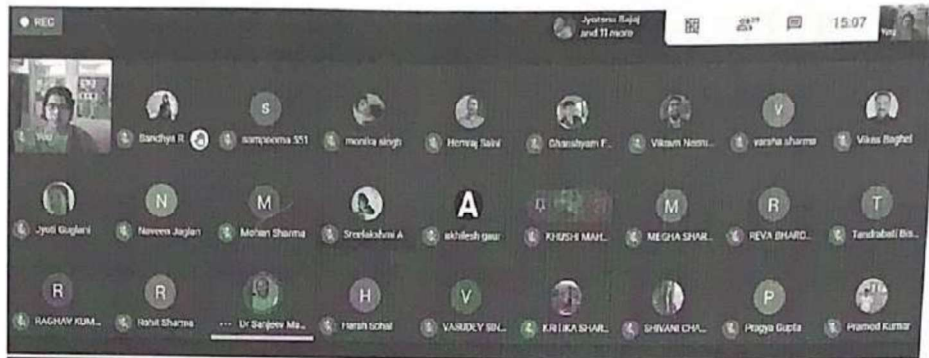 REC
Jyotsna Bajaj
and 11 more
15:07
You
You
Sandhya R
S
sampoorna 551
monika singh
Hemraj Saini
Ghanshyam F...
Vikram
V
varsha sharma
Vikas Baghel
Jyoti Guglani
N
Naveen Jaglan
M
Mohan Sharma
Sreelakshmi A
A
akhilesh gaur
KHUSHI MAH...
M
MEGHA SHAR...
R
REVA BHARD...
T
Tandrabati Bis...
R
RAGHAV KUM...
R
Rohit Sharma
... Dr Sanjeev Ma...
H
Harsh Sohal
V
VASUDEV SIN...
KRITIKA SHAR...
SHIVANI CHA...
P
Pragya Gupta
Pramod Kumar